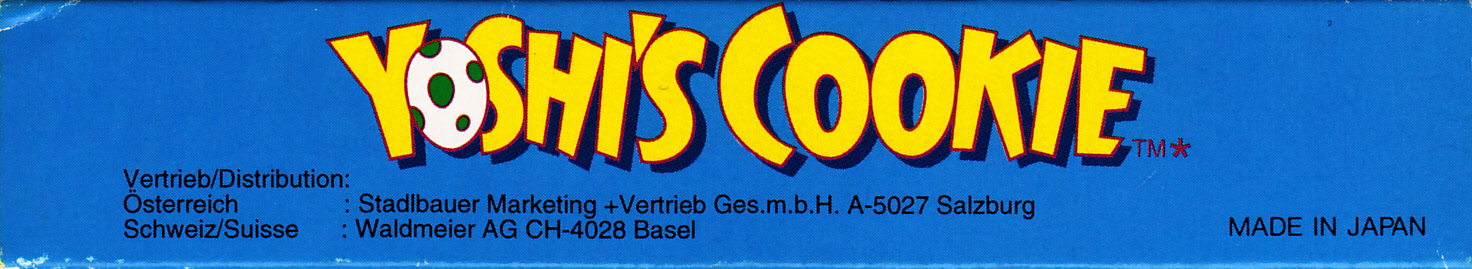 YOSHI'S COOKIE
TM*
Vertrieb/Distribution:
Österreich : Stadlbauer Marketing +Vertrieb Ges.m.b.H. A-5027 Salzburg
Schweiz/Suisse : Waldmeier AG CH-4028 Basel
MADE IN JAPAN